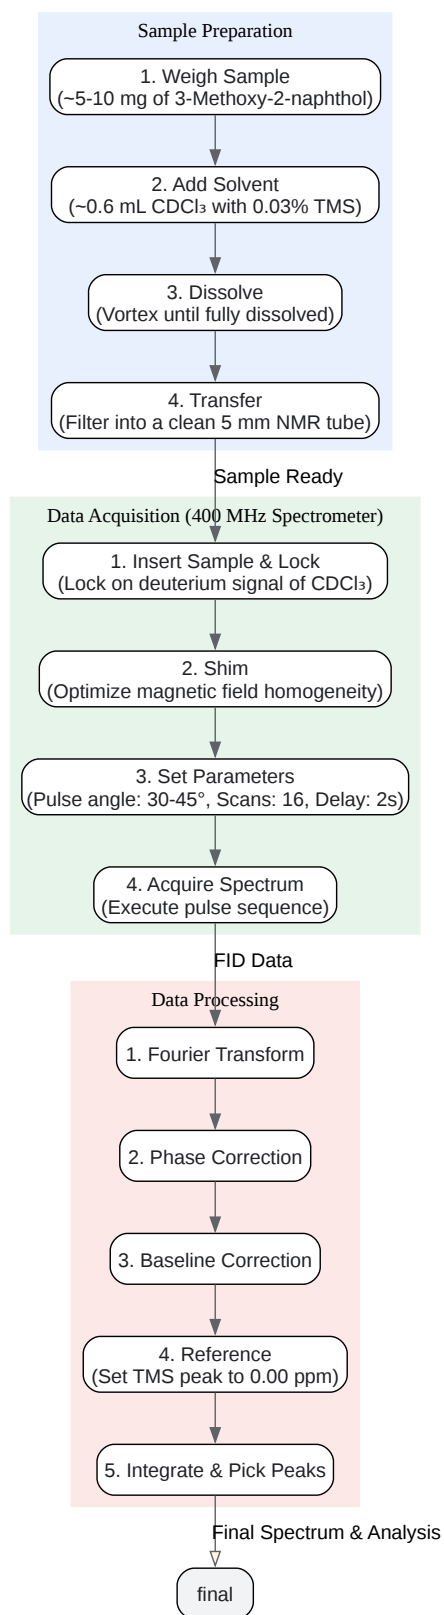 Sample Preparation
1. Weigh Sample
(~5-10 mg of 3-Methoxy-2-naphthol)
2. Add Solvent
(~0.6 mL CDCl₃ with 0.03% TMS)
3. Dissolve
(Vortex until fully dissolved)
4. Transfer
(Filter into a clean 5 mm NMR tube)
Sample Ready
Data Acquisition (400 MHz Spectrometer)
1. Insert Sample & Lock
(Lock on deuterium signal of CDCl₃)
2. Shim
(Optimize magnetic field homogeneity)
3. Set Parameters
(Pulse angle: 30-45°, Scans: 16, Delay: 2s)
4. Acquire Spectrum
(Execute pulse sequence)
FID Data
Data Processing
1. Fourier Transform
2. Phase Correction
3. Baseline Correction
4. Reference
(Set TMS peak to 0.00 ppm)
5. Integrate & Pick Peaks
Final Spectrum & Analysis
final